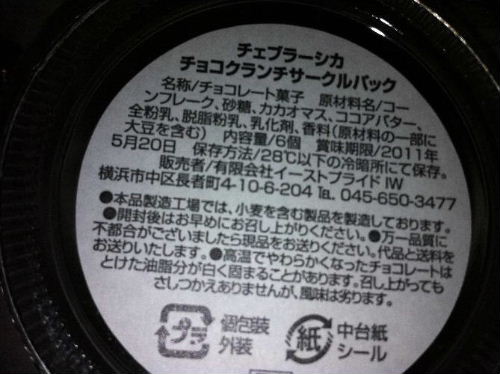 チェブラーシカ
チョコクランチサークルパック
名称/チョコレート菓子　原材料名/コー
ンフレーク、砂糖、カカオマス、ココアバター、
全粉乳、脱脂粉乳、乳化剤、香料(原材料の一部に
大豆を含む)　内容量/6個　賞味期限/2011年
5月20日　保存方法/28℃以下の冷暗所にて保存。
販売者/有限会社イーストプライド IW
横浜市中区長者町4-10-6-204 ℡ 045-650-3477
●本品製造工場では、小麦を含む製品を製造しております。
●開封後はお早めにお召し上がりください。●万一品質に
不都合がございましたら現品をお送りください。代品と送料を
お送りいたします。●高温でやわらかくなったチョコレートは
とけた油脂分が白く固まることがあります。召し上がっても
さしつかえありませんが、風味は劣ります。
プラ 個包装 紙 中台紙
外装 シール